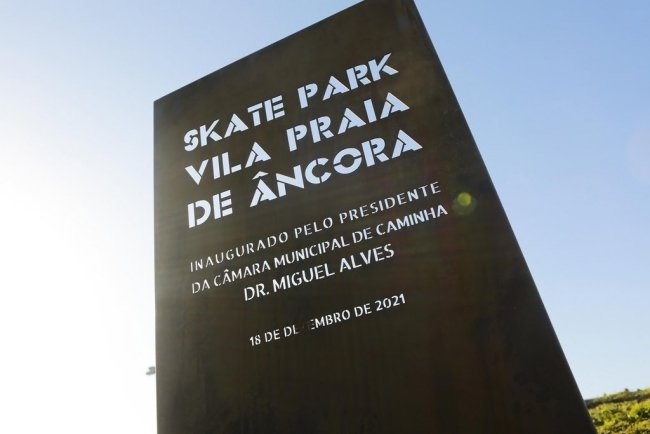 SKATE PARK
VILA PRAIA
DE ÂNCORA
INAUGURADO PELO PRESIDENTE
DA CÂMARA MUNICIPAL DE CAMINHA
DR. MIGUEL ALVES
18 DE DEZEMBRO DE 2021